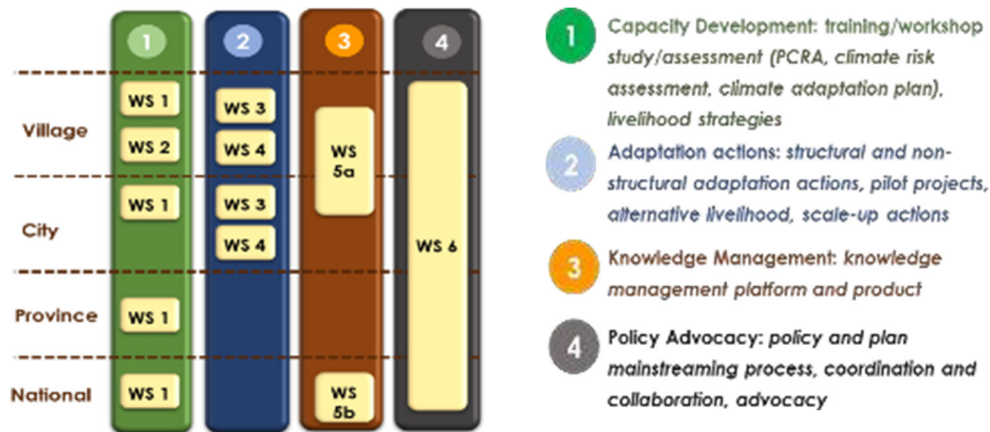 1 2 3 4
Village
WS 1
WS 2
WS 3
WS 4
WS
5a
City
WS 1
WS 3
WS 4
WS 6
Province
WS 1
National
WS 1
WS
5b
1
Capacity Development: training/workshop
study/assessment (PCRA, climate risk
assessment, climate adaptation plan),
livelihood strategies
2
Adaptation actions: structural and non-
structural adaptation actions, pilot projects,
alternative livelihood, scale-up actions
3
Knowledge Management: knowledge
management platform and product
4
Policy Advocacy: policy and plan
mainstreaming process, coordination and
collaboration, advocacy